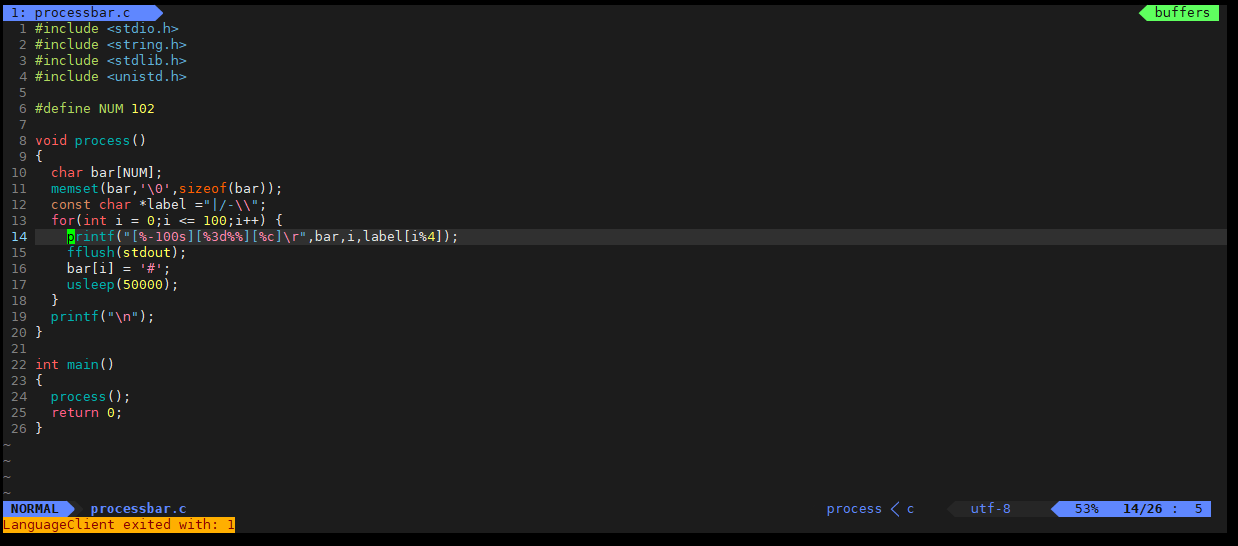 1: processbar.c buffers
1 #include <stdio.h>
2 #include <string.h>
3 #include <stdlib.h>
4 #include <unistd.h>
5
6 #define NUM 102
7
8 void process()
9 {
10   char bar[NUM];
11   memset(bar,'\0',sizeof(bar));
12   const char *label ="|/-\\";
13   for(int i = 0;i <= 100;i++) {
14     printf("[%-100s][%3d%%][%c]\r",bar,i,label[i%4]);
15     fflush(stdout);
16     bar[i] = '#';
17     usleep(50000);
18   }
19   printf("\n");
20 }
21
22 int main()
23 {
24   process();
25   return 0;
26 }
~
~
~
~
NORMAL processbar.c process < c utf-8 53% 14/26 : 5
LanguageClient exited with: 1